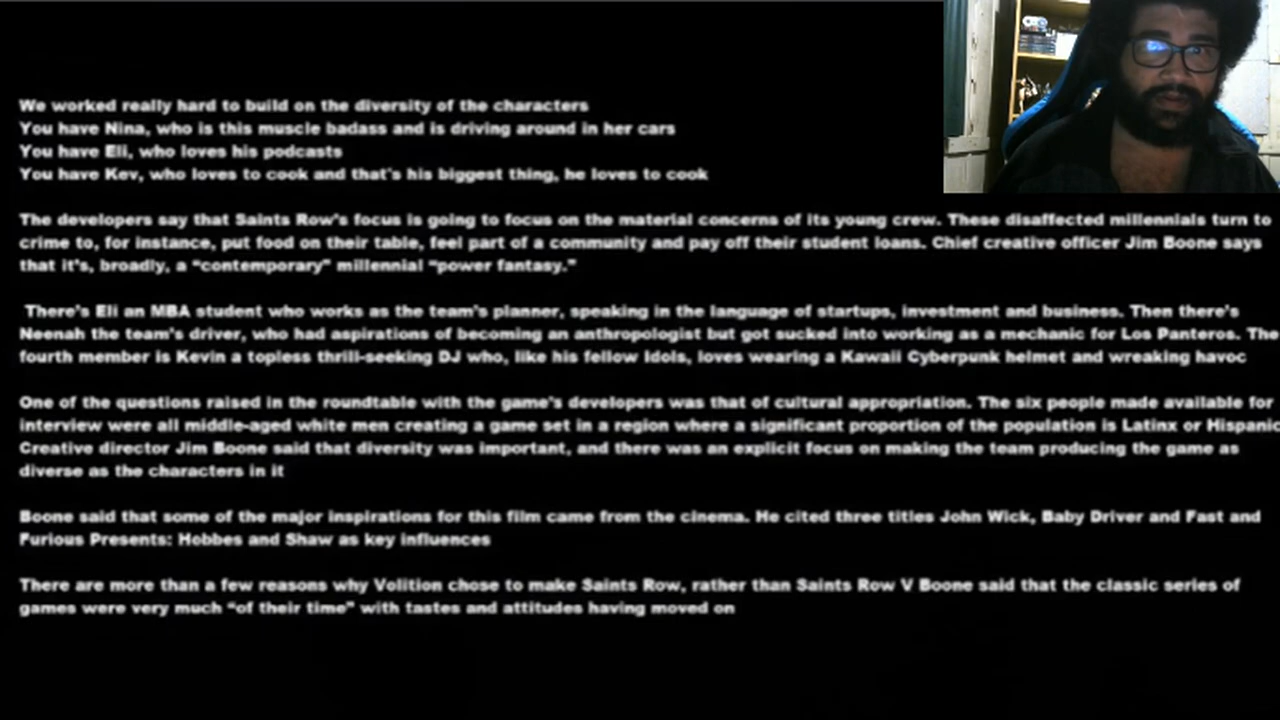 We worked really hard to build on the diversity of the characters
You have Nina, who is this muscle badass and is driving around in her cars
You have Eli, who loves his podcasts
You have Kev, who loves to cook and that's his biggest thing, he loves to cook
The developers say that Saints Row's focus is going to focus on the material concerns of its young crew. These disaffected millennials turn to
crime to, for instance, put food on their table, feel part of a community and pay off their student loans. Chief creative officer Jim Boone says
that it's, broadly, a “contemporary” millennial “power fantasy.”
There's Eli an MBA student who works as the team's planner, speaking in the language of startups, investment and business. Then there's
Neenah the team's driver, who had aspirations of becoming an anthropologist but got sucked into working as a mechanic for Los Panteros. The
fourth member is Kevin a topless thrill-seeking DJ who, like his fellow Idols, loves wearing a Kawaii Cyberpunk helmet and wreaking havoc
One of the questions raised in the roundtable with the game's developers was that of cultural appropriation. The six people made available for
interview were all middle-aged white men creating a game set in a region where a significant proportion of the population is Latinx or Hispanic
Creative director Jim Boone said that diversity was important, and there was an explicit focus on making the team producing the game as
diverse as the characters in it
Boone said that some of the major inspirations for this film came from the cinema. He cited three titles John Wick, Baby Driver and Fast and
Furious Presents: Hobbes and Shaw as key influences
There are more than a few reasons why Volition chose to make Saints Row, rather than Saints Row V Boone said that the classic series of
games were very much “of their time” with tastes and attitudes having moved on